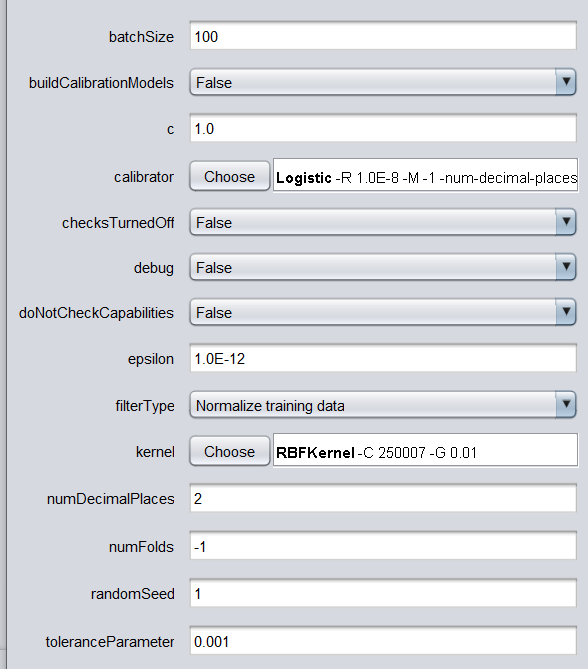 batchSize 100
buildCalibrationModels False
c 1.0
calibrator Choose Logistic -R 1.0E-8 -M -1 -num-decimal-places
checksTurnedOff False
debug False
doNotCheckCapabilities False
epsilon 1.0E-12
filterType Normalize training data
kernel Choose RBFKernel -C 250007 -G 0.01
numDecimalPlaces 2
numFolds -1
randomSeed 1
toleranceParameter 0.001